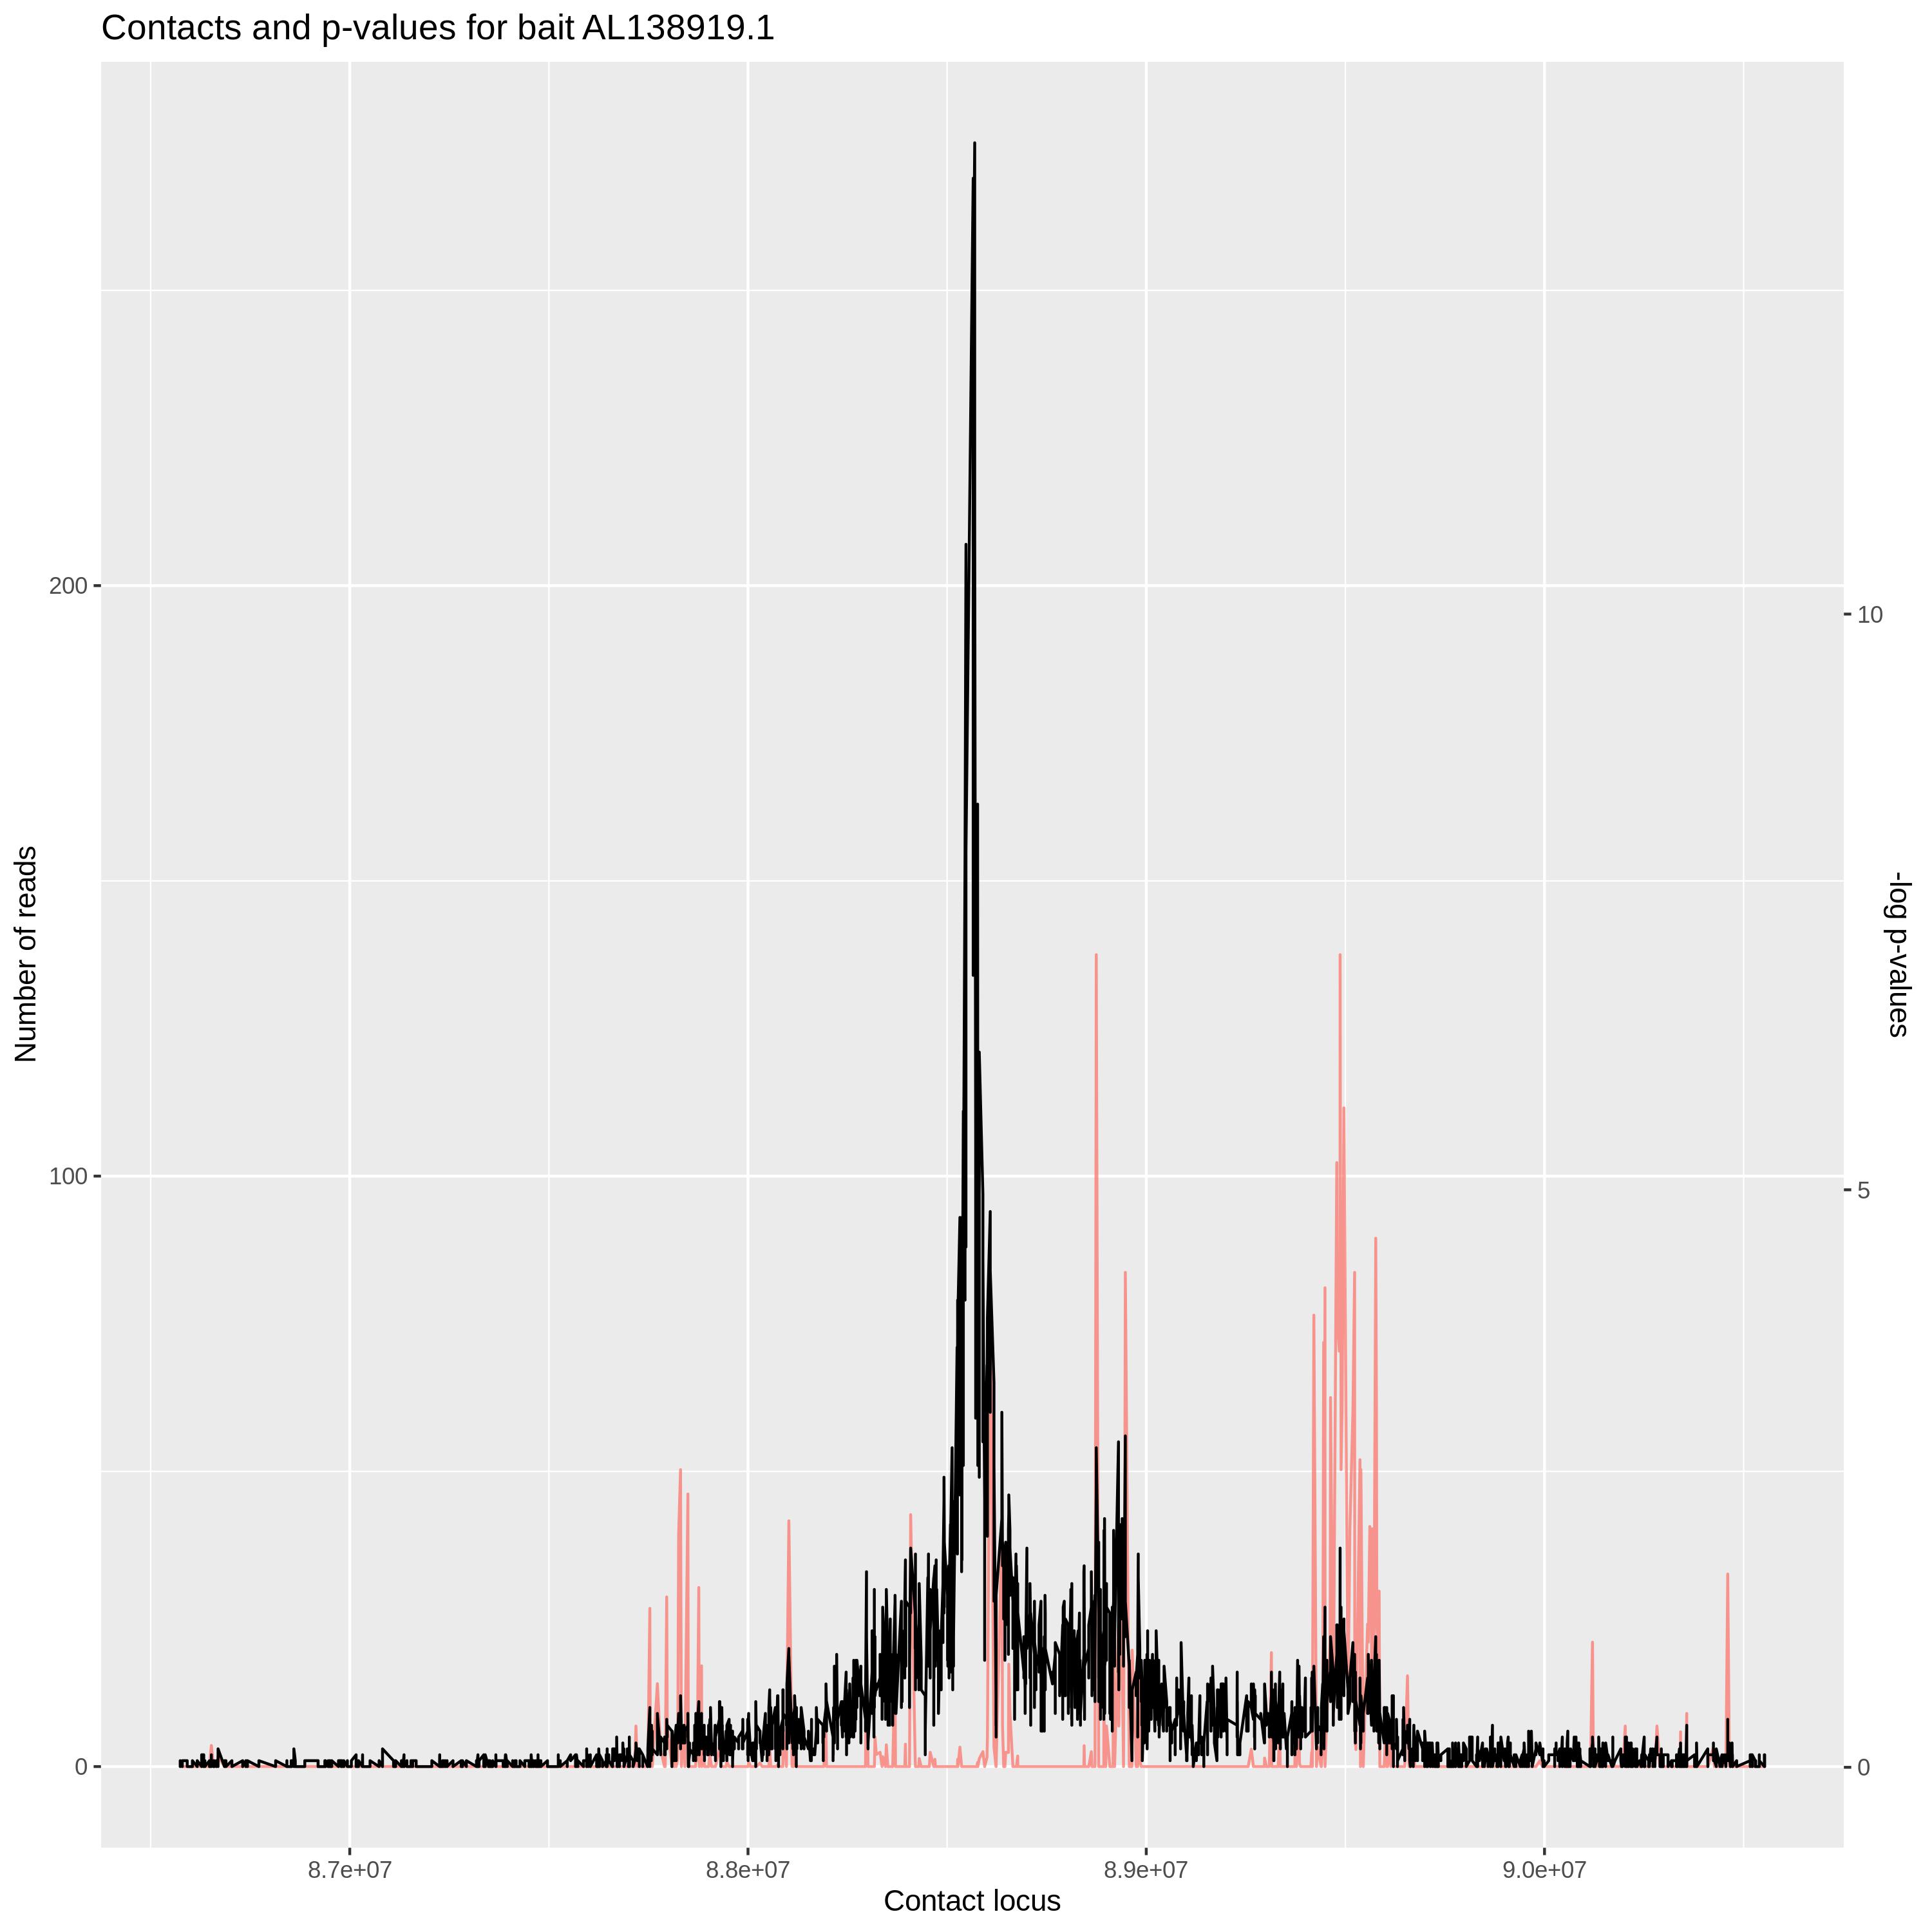 Contacts and p-values for bait AL138919.1
Number of reads
200
100
0
10
5
0
-log p-values
8.7e+07 8.8e+07 8.9e+07 9.0e+07
Contact locus